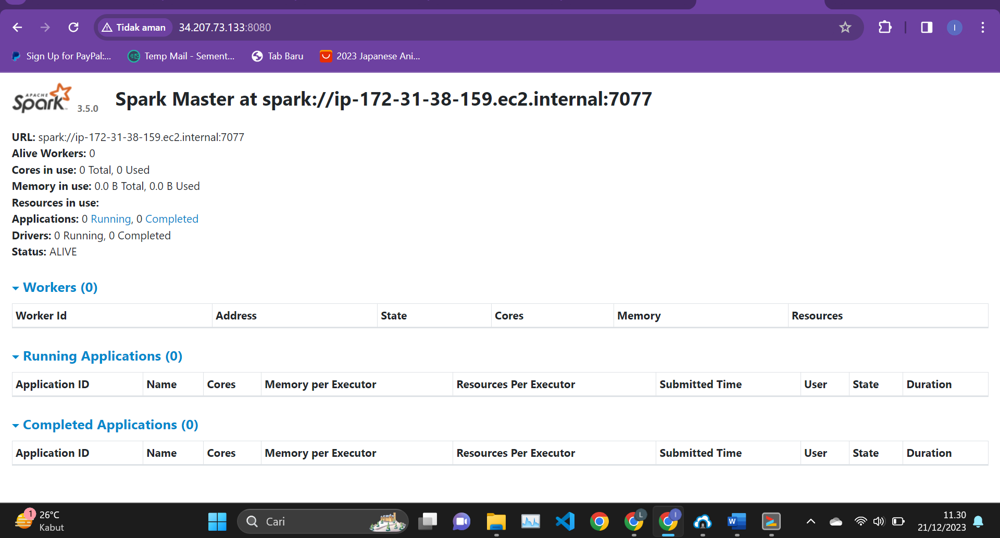 Tidak aman 34.207.73.133:8080 I
Sign Up for PayPal:... Temp Mail - Sement... Tab Baru 2023 Japanese Ani...
APACHE
Spark 3.5.0 Spark Master at spark://ip-172-31-38-159.ec2.internal:7077
URL: spark://ip-172-31-38-159.ec2.internal:7077
Alive Workers: 0
Cores in use: 0 Total, 0 Used
Memory in use: 0.0 B Total, 0.0 B Used
Resources in use:
Applications: 0 Running, 0 Completed
Drivers: 0 Running, 0 Completed
Status: ALIVE
Workers (0)
Worker Id Address State Cores Memory Resources
Running Applications (0)
Application ID Name Cores Memory per Executor Resources Per Executor Submitted Time User State Duration
Completed Applications (0)
Application ID Name Cores Memory per Executor Resources Per Executor Submitted Time User State Duration
1 26°C
Kabut
Cari
L I W
11.30
21/12/2023